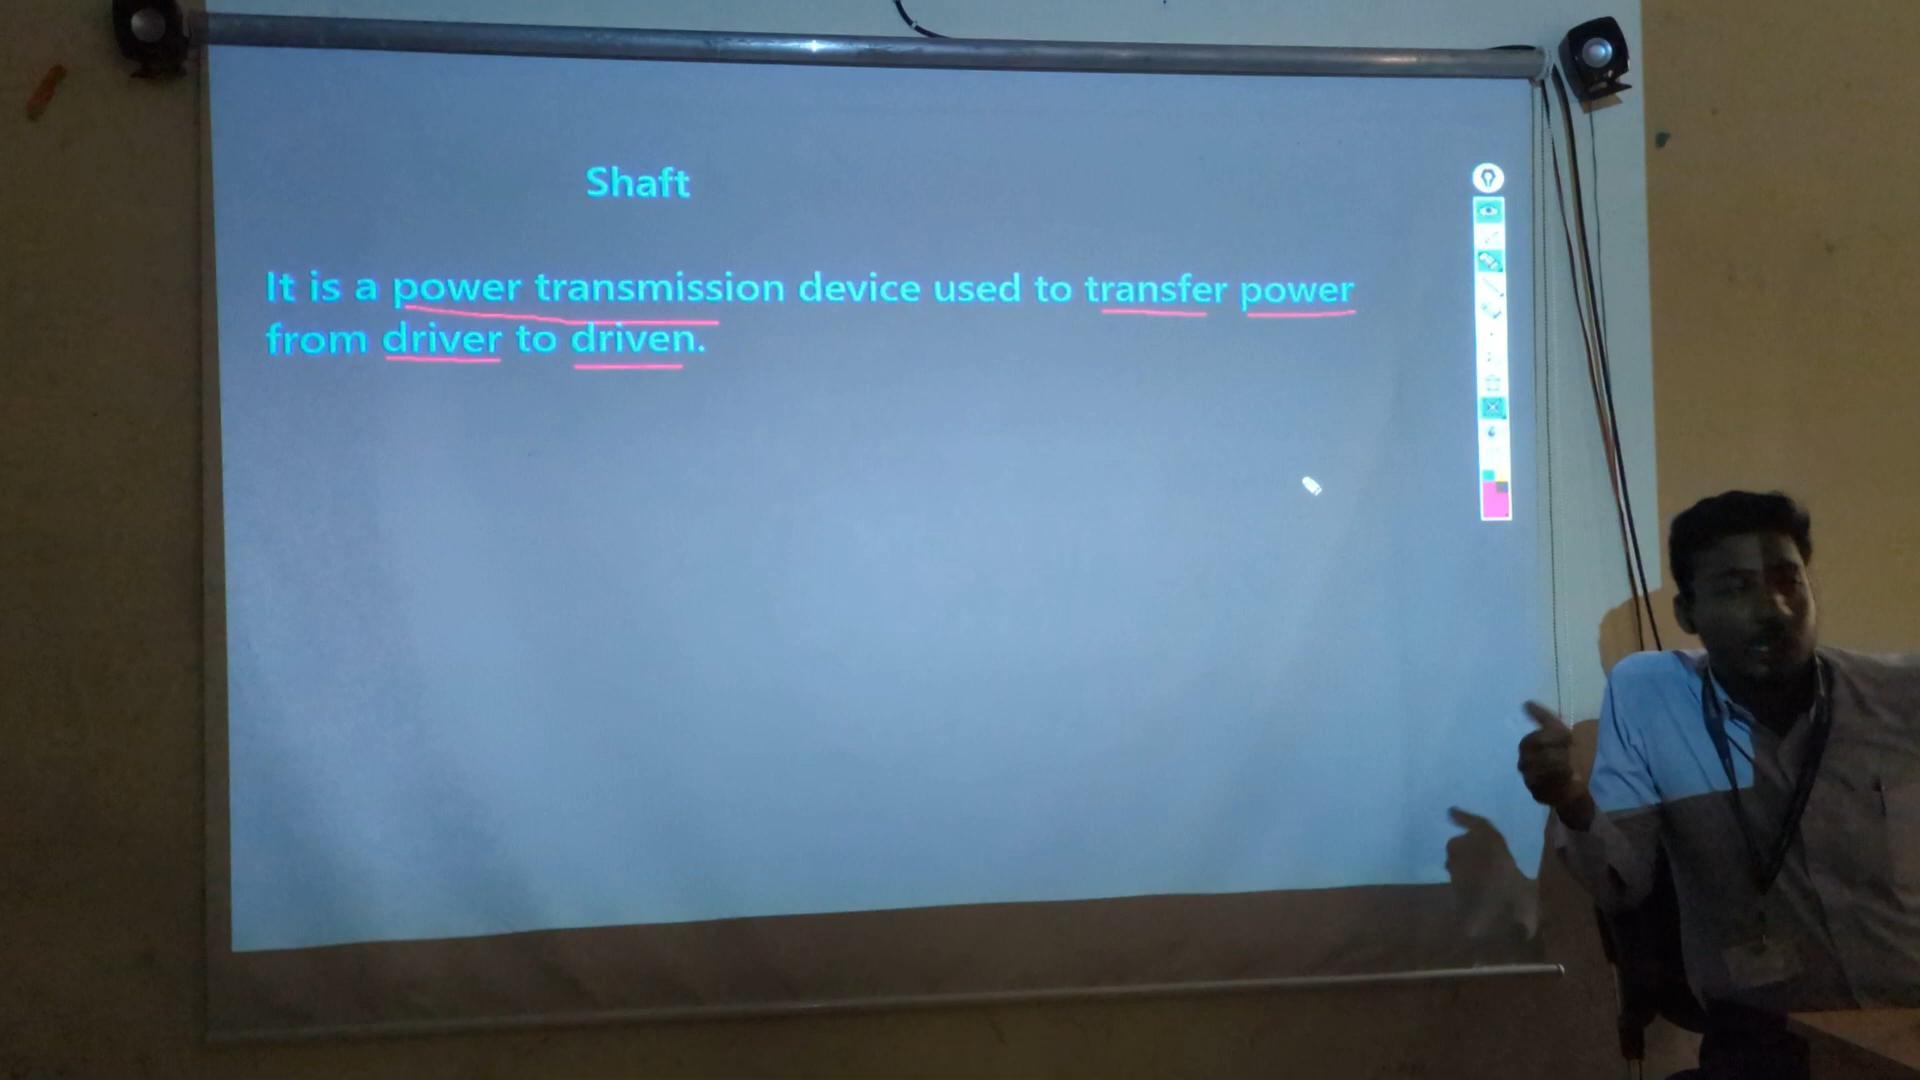 Shaft
It is a power transmission device used to transfer power
from driver to driven.